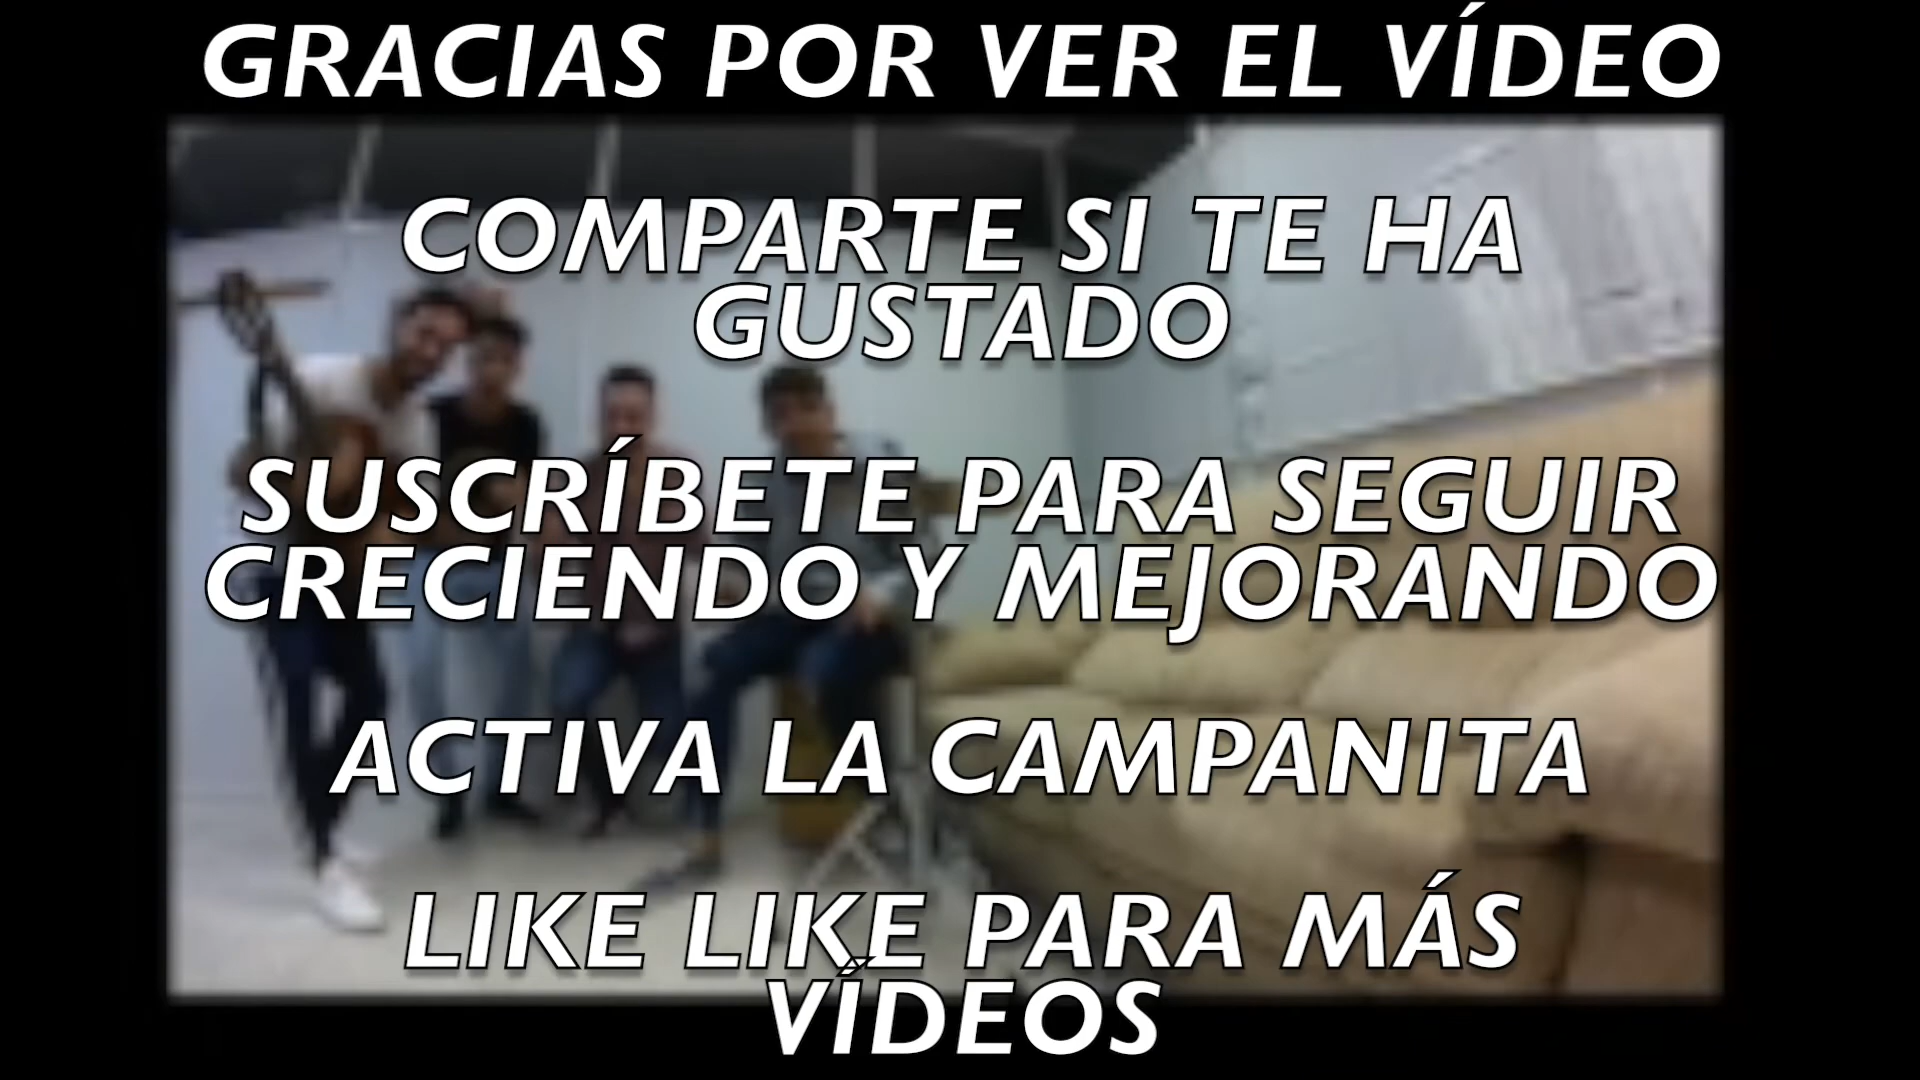 GRACIAS POR VER EL VÍDEO
COMPARTE SI TE HA
GUSTADO
SUSCRÍBETE PARA SEGUIR
CRECIENDO Y MEJORANDO
ACTIVA LA CAMPANITA
LIKE LIKE PARA MÁS
VÍDEOS